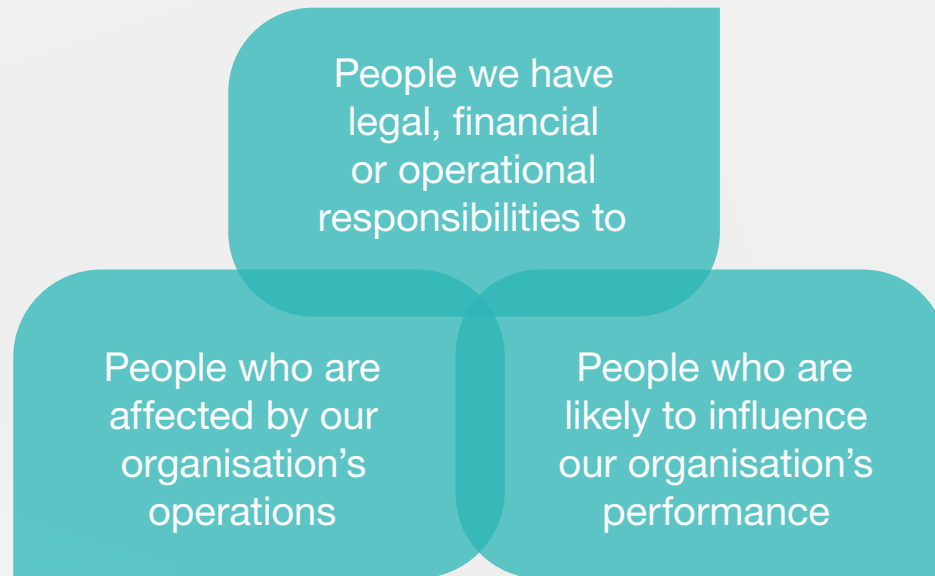 People we have
legal, financial
or operational
responsibilities to
People who are
affected by our
organisation’s
operations
People who are
likely to influence
our organisation’s
performance